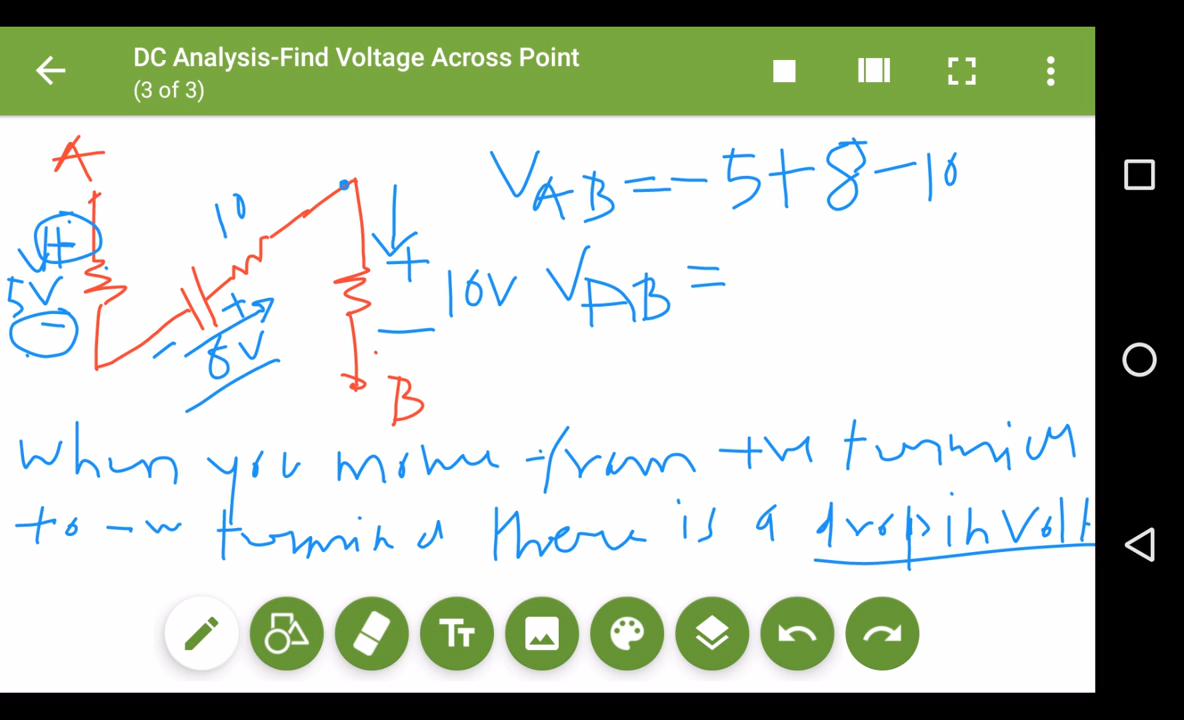 DC Analysis-Find Voltage Across Point
(3 of 3)
A
VAB = -5+8-10
10
+
5V
-
+
-
8V
+
-
10V
VAB =
B
When you move from +ve terminal
to -ve terminal there is a drop in Volt
TT